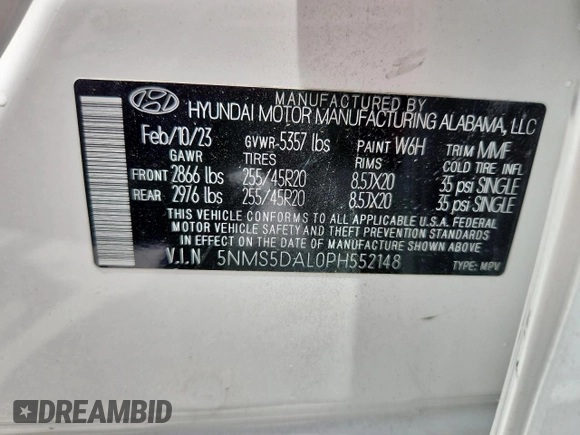 MANUFACTURED BY
HYUNDAI MOTOR MANUFACTURING ALABAMA, LLC
Feb/10/23 GVWR-5357 lbs PAINT W6H TRIM MMF
GAWR TIRES RIMS COLD TIRE INFL
FRONT 2866 lbs 255/45R20 8.5JX20 35 psi SINGLE
REAR 2976 lbs 255/45R20 8.5JX20 35 psi SINGLE
THIS VEHICLE CONFORMS TO ALL APPLICABLE U.S.A. FEDERAL
MOTOR VEHICLE SAFETY AND THEFT PREVENTION STANDARDS
IN EFFECT ON THE DATE OF MANUFACTURE SHOWN ABOVE.
V.I.N 5NMS5DAL0PH552148 TYPE: MPV
DREAMBID